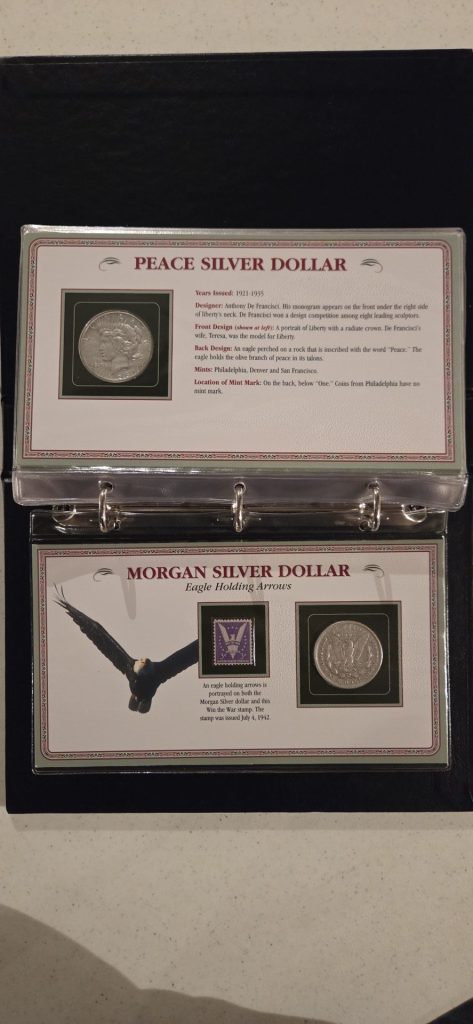 PEACE SILVER DOLLAR
Years Issued: 1921-1935
Designer: Anthony De Francisci. His monogram appears on the front under the right side
of liberty's neck. De Francisci won a design competition among eight leading sculptors.
Front Design (shown at left): A portrait of Liberty with a radiate crown. De Francisci's
wife, Teresa, was the model for Liberty.
Back Design: An eagle perched on a rock that is inscribed with the word "Peace." The
eagle holds the olive branch of peace in its talons.
Mints: Philadelphia, Denver and San Francisco.
Location of Mint Mark: On the back, below "One." Coins from Philadelphia have no
mint mark.
MORGAN SILVER DOLLAR
Eagle Holding Arrows
An eagle holding arrows is
portrayed on both the
Morgan Silver dollar and this
Win the War stamp. The
stamp was issued July 4, 1942.